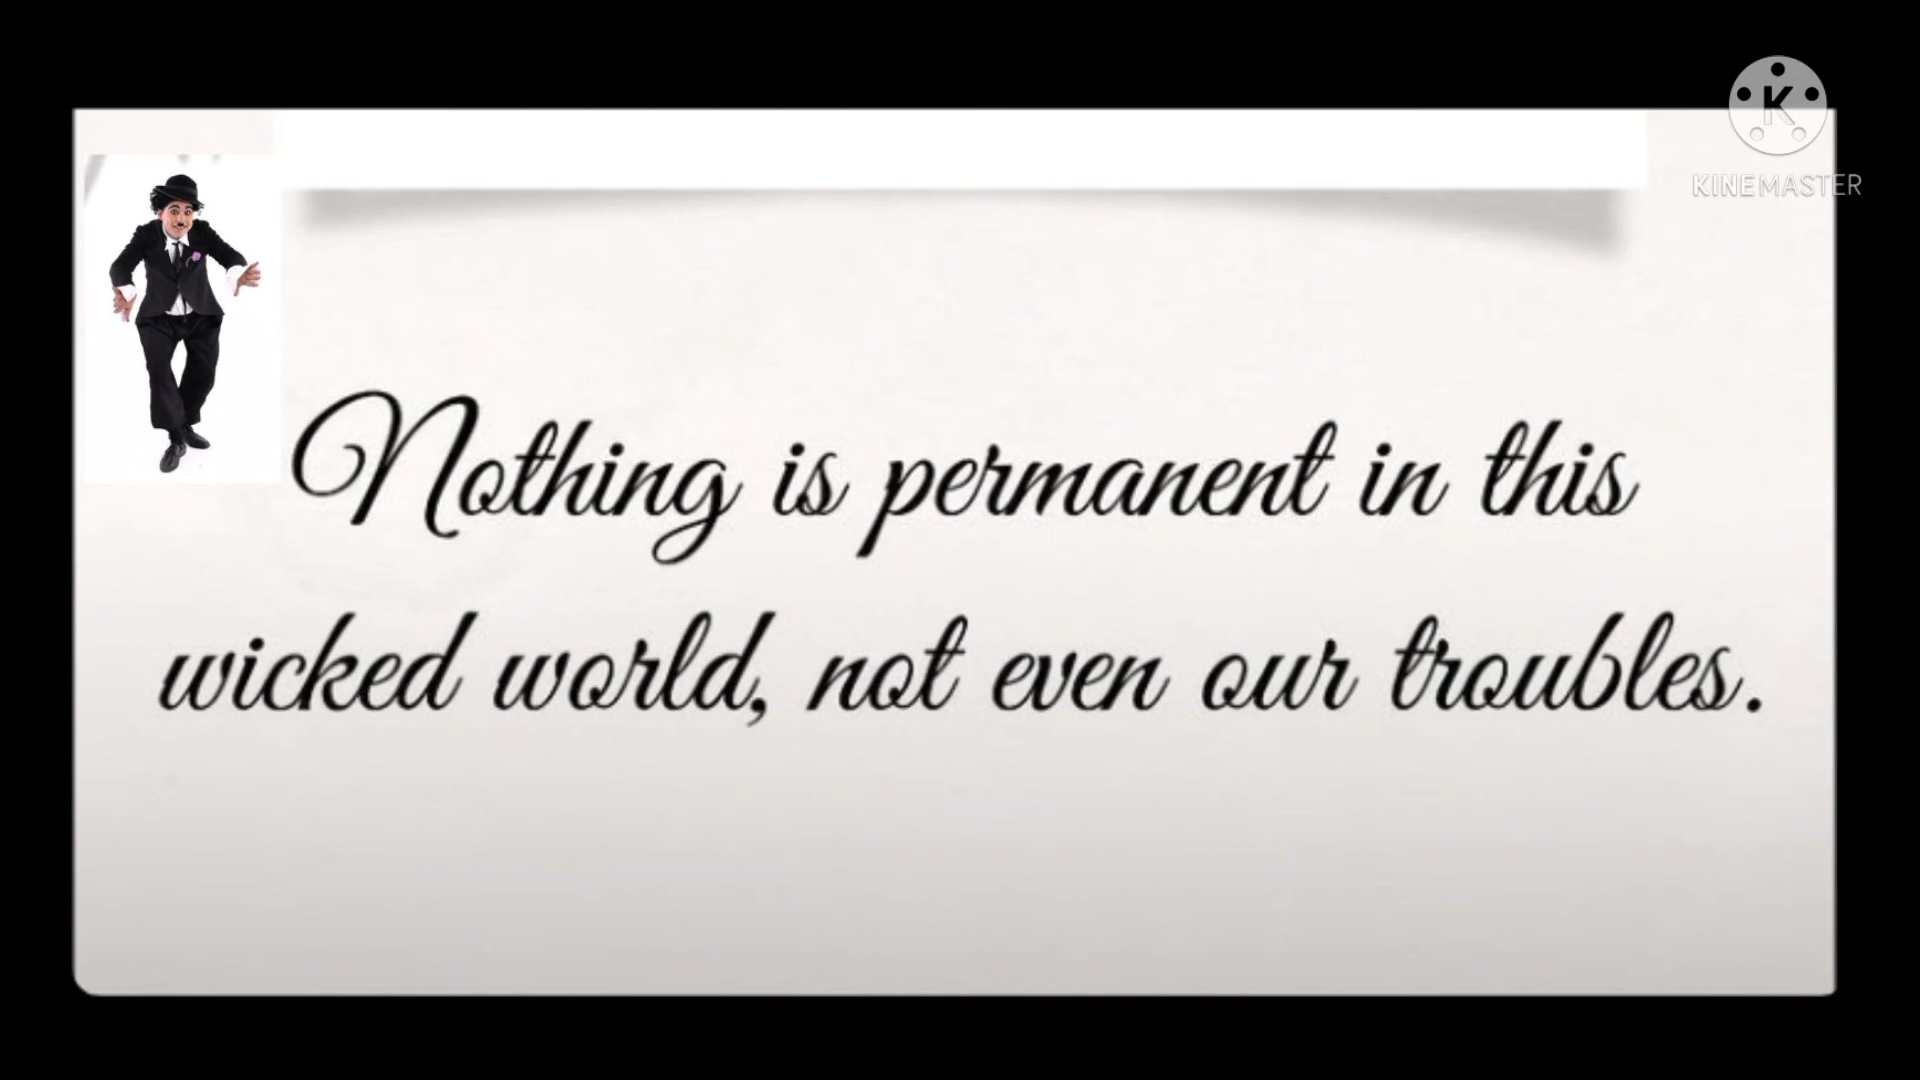 K
KINEMASTER
Nothing is permanent in this
wicked world, not even our troubles.